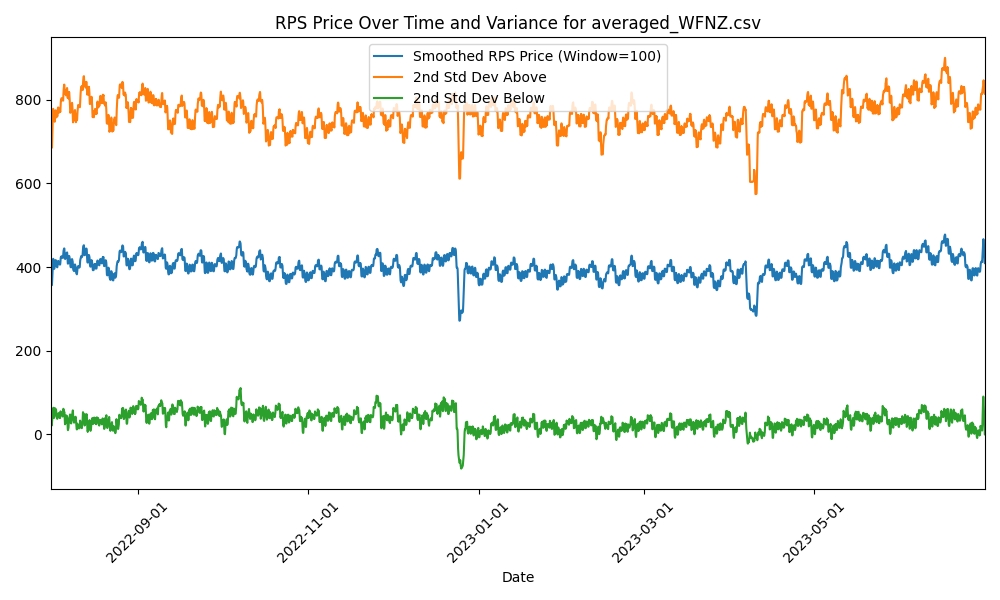 RPS Price Over Time and Variance for averaged_WFNZ.csv
Smoothed RPS Price (Window=100)
2nd Std Dev Above
2nd Std Dev Below
800
600
400
200
0
2022-09-01
2022-11-01
2023-01-01
2023-03-01
2023-05-01
Date